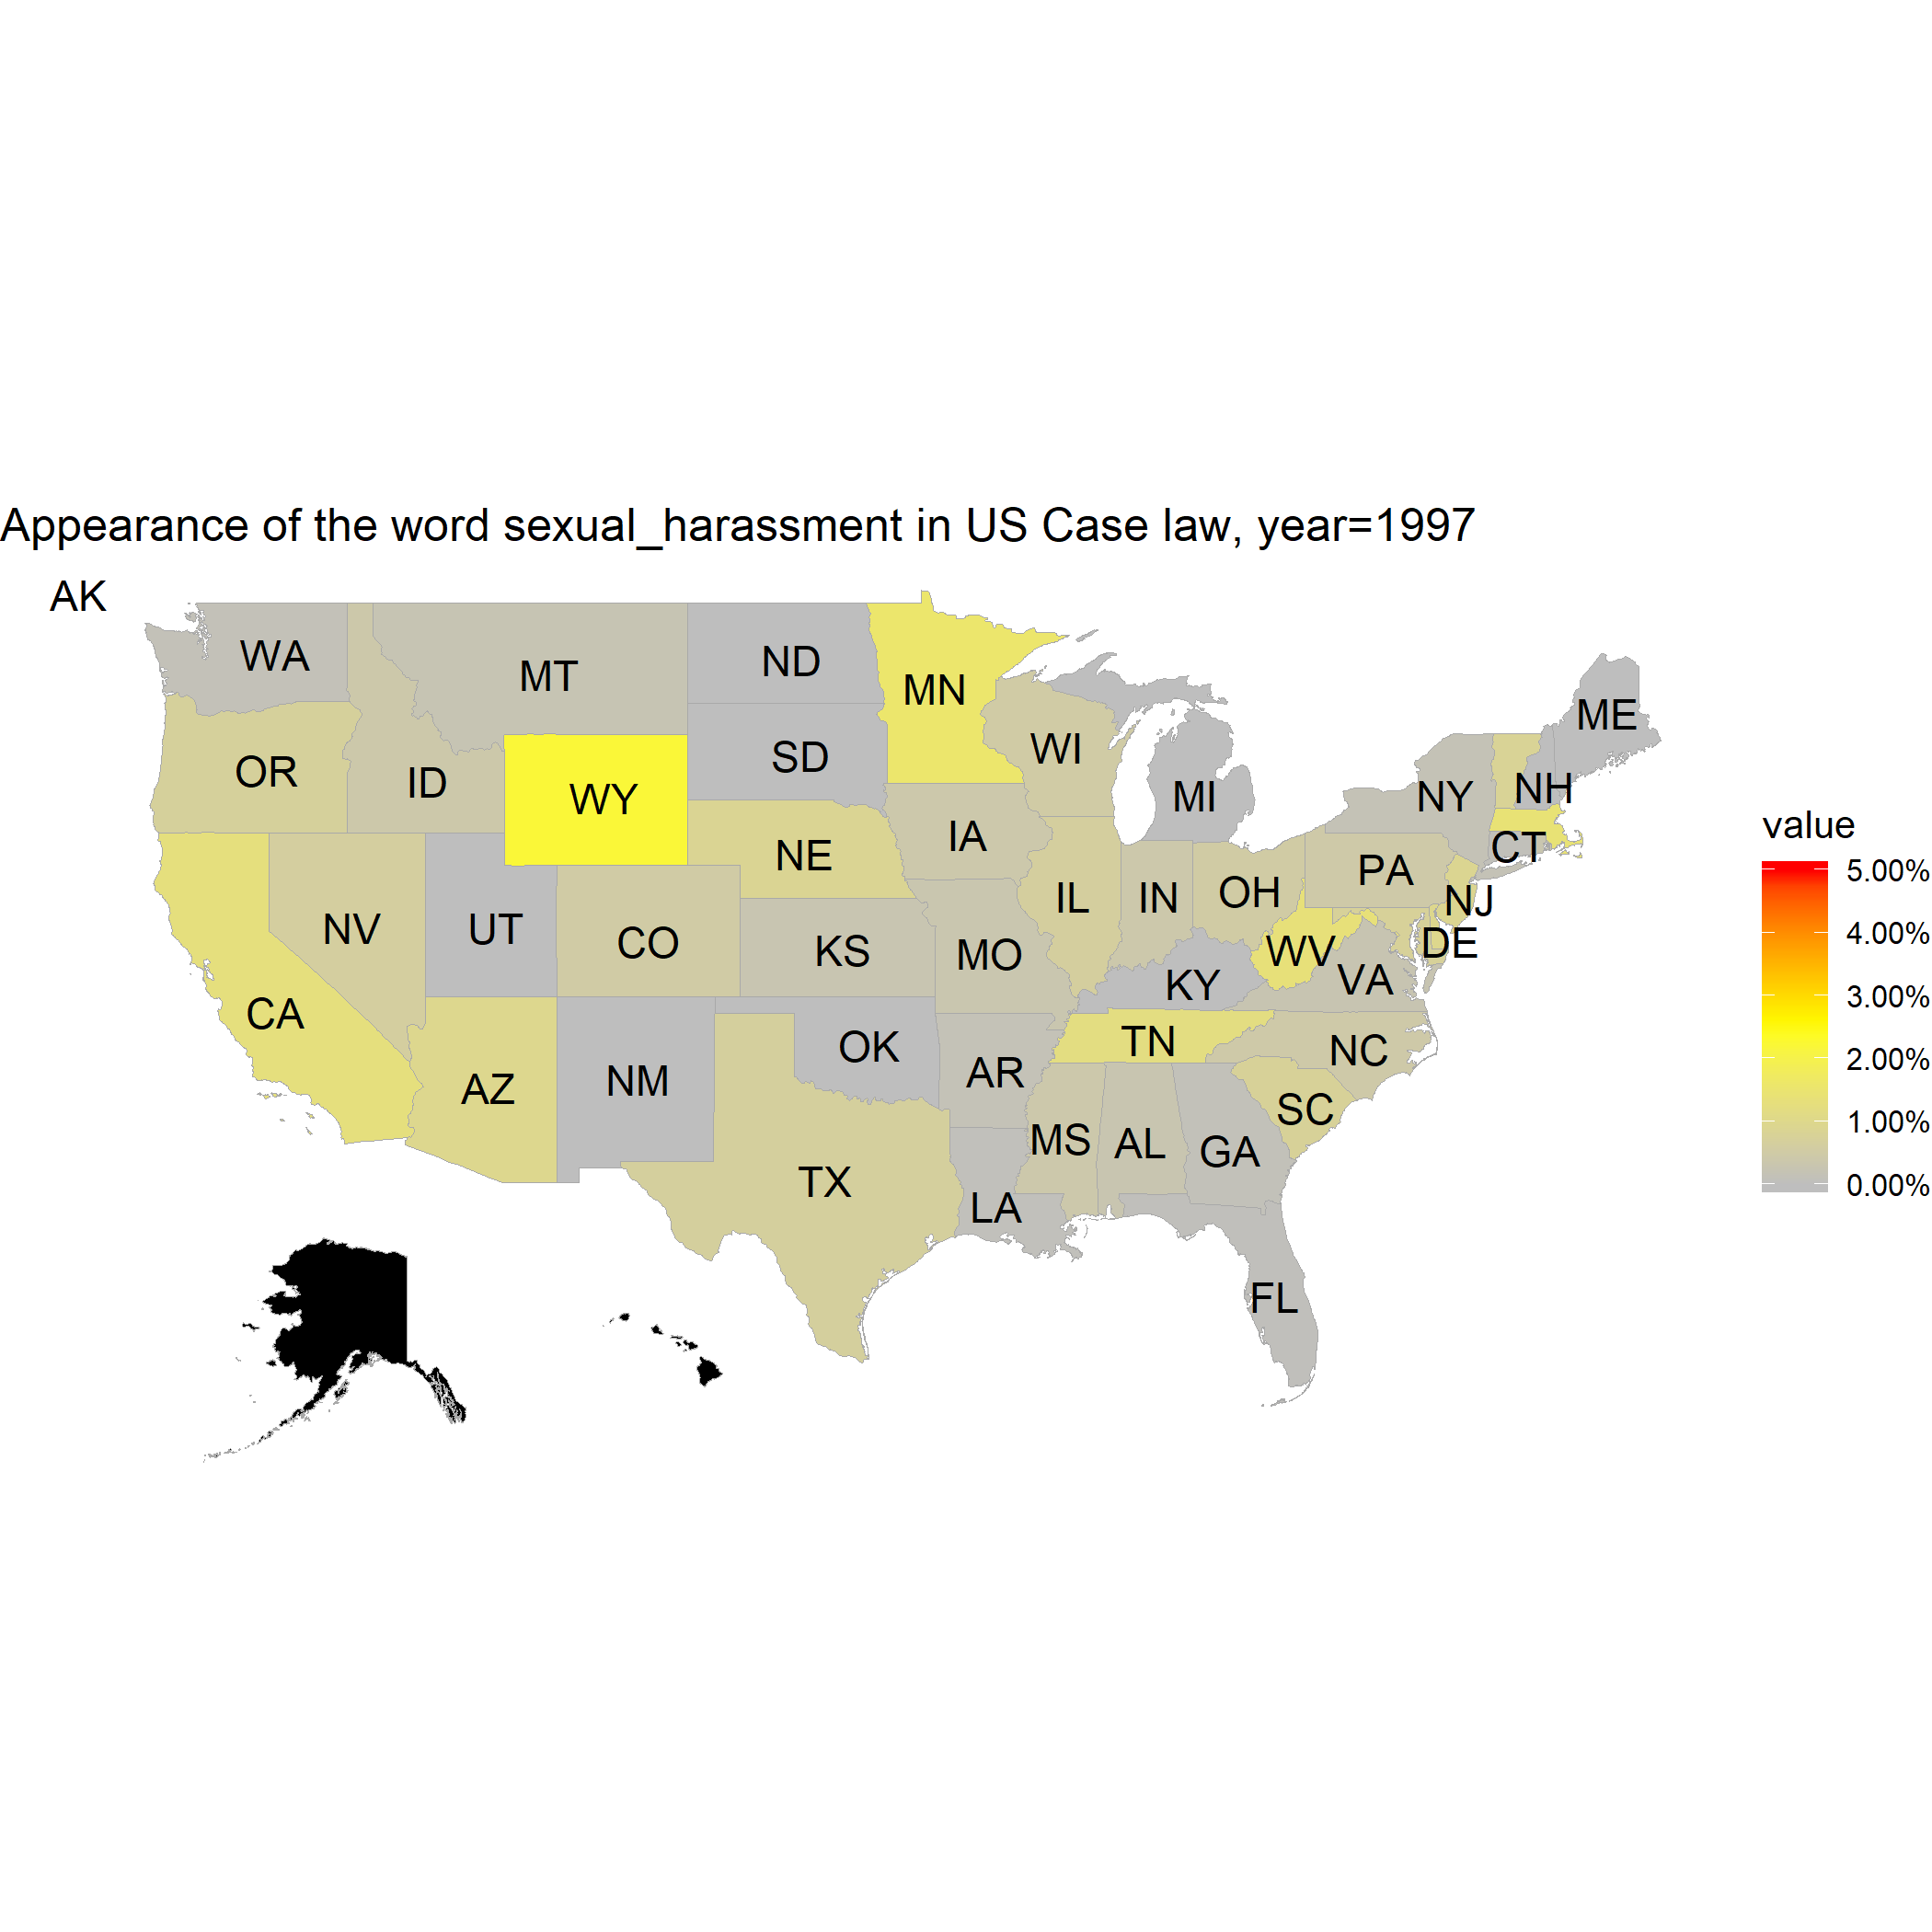 Appearance of the word sexual_harassment in US Case law, year=1997
AK
WA
MT
ND
MN
ME
OR
ID
WY
SD
WI
MI
NY
NH
NE
IA
CT
PA
IL
IN
OH
NJ
NV
UT
CO
KS
MO
WV
DE
VA
KY
CA
AZ
NM
OK
AR
TN
NC
SC
MS
AL
GA
TX
LA
FL
value
5.00%
4.00%
3.00%
2.00%
1.00%
0.00%